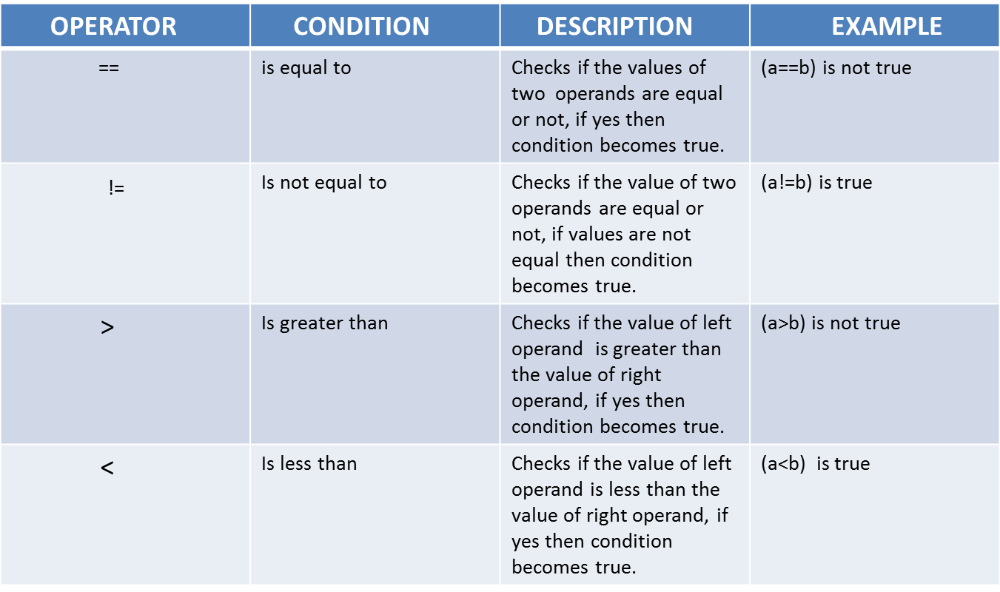 OPERATOR CONDITION DESCRIPTION EXAMPLE
== is equal to Checks if the values of (a==b) is not true
two operands are equal
or not, if yes then
condition becomes true.
!= Is not equal to Checks if the value of two (a!=b) is true
operands are equal or
not, if values are not
equal then condition
becomes true.
> Is greater than Checks if the value of left (a>b) is not true
operand is greater than
the value of right
operand, if yes then
condition becomes true.
< Is less than Checks if the value of left (a<b) is true
operand is less than the
value of right operand, if
yes then condition
becomes true.